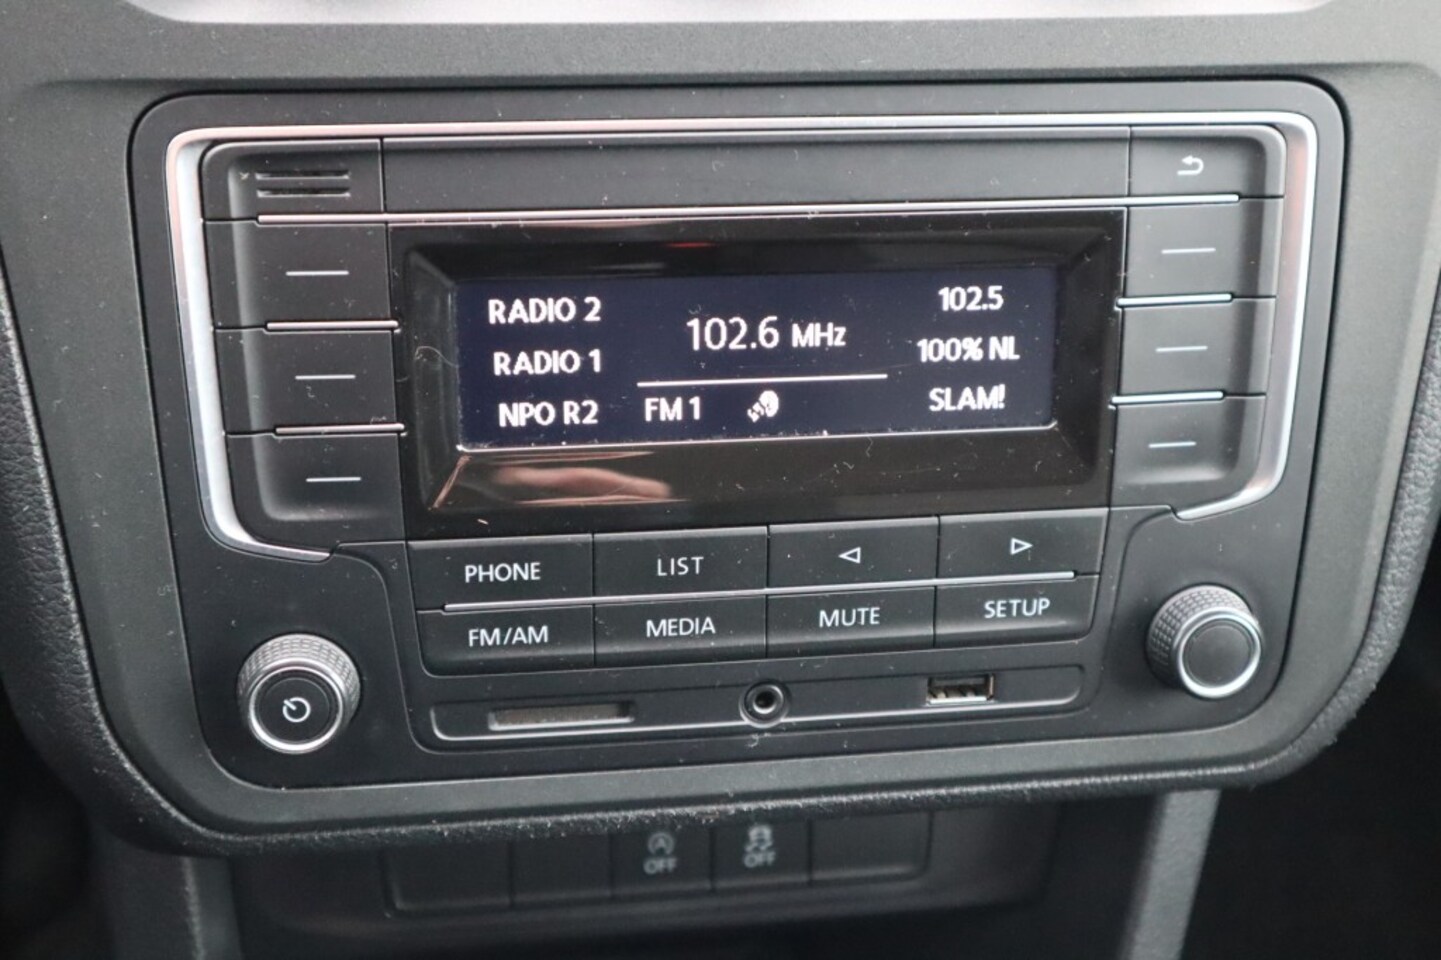 RADIO 2
RADIO 1
NPO R2
102.6 MHz
FM 1
102.5
100% NL
SLAM!
PHONE
LIST
FM/AM
MEDIA
MUTE
SETUP
A OFF
OFF